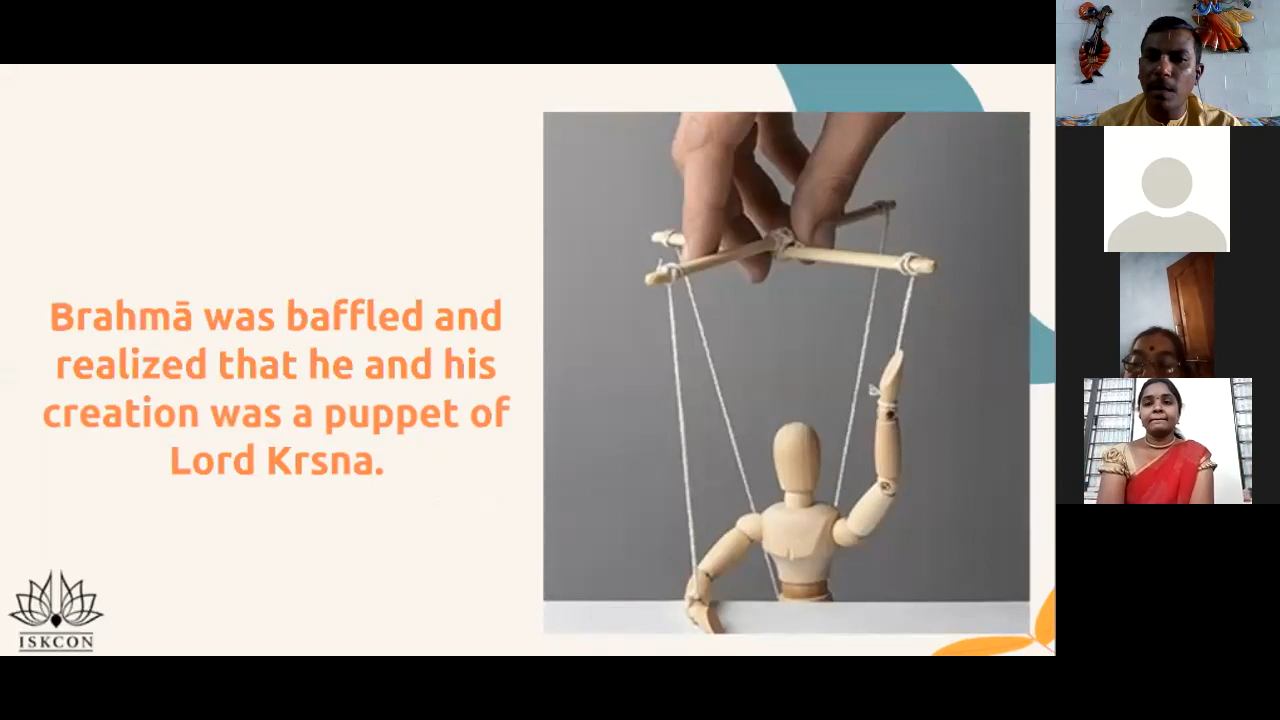 Brahmā was baffled and
realized that he and his
creation was a puppet of
Lord Krsna.
ISKCON